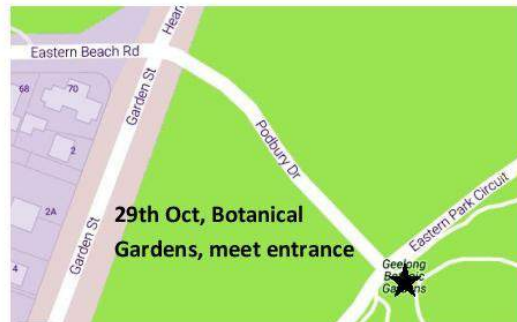 Hearn
Eastern Beach Rd
68
70
Garden St
2
Podbury Dr
2A
29th Oct, Botanical
Gardens, meet entrance
Garden St
Eastern Park Circuit
4
Geelong
Botanic
Gardens